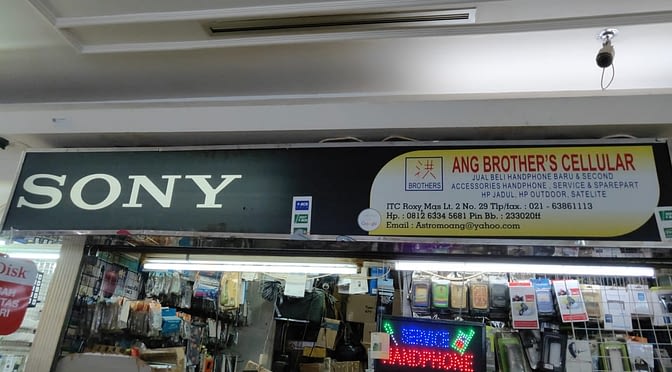 SONY
洪
BROTHERS
ANG BROTHER'S CELLULAR
JUAL BELI HANDPHONE BARU & SECOND
ACCESSORIES HANDPHONE , SERVICE & SPAREPART
HP JADUL, HP OUTDOOR, SATELITE
ITC Roxy Mas Lt. 2 No. 29 Tlp/fax. : 021 - 63861113
Hp. : 0812 6334 5681 Pin Bb. : 233020ff
Email : Astromoang@yahoo.com
Disk
SERVICE
HANDPHONE